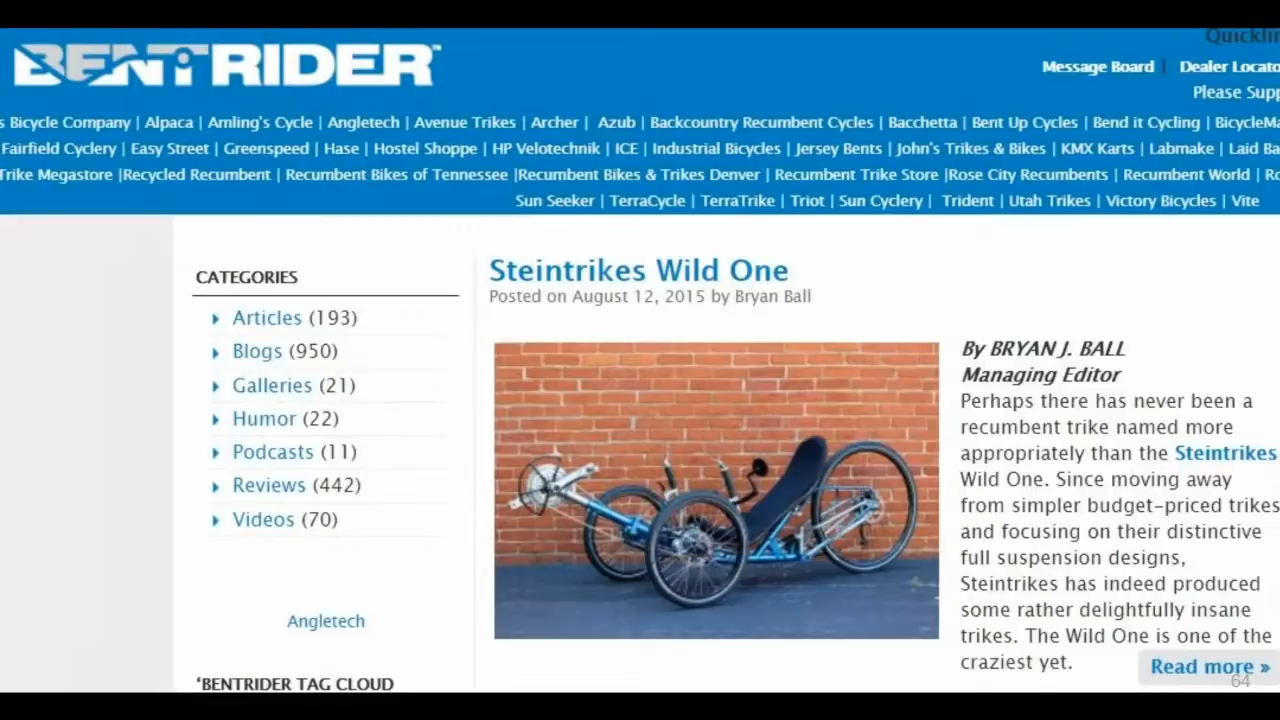 BENTRIDER
Message Board | Dealer
Please
Bicycle Company | Alpaca | Amling's Cycle | Angletech | Avenue Trikes | Archer | Azub | Backcountry Recumbent Cycles | Bacchetta | Bent Up Cycles | Bend it Cycling |
Fairfield Cyclery | Easy Street | Greenspeed | Hase | Hostel Shoppe | HP Velotechnik | ICE | Industrial Bicycles | Jersey Bents | John's Trikes & Bikes | KMX Karts | Labmake | Laid
Trike Megastore |Recycled Recumbent | Recumbent Bikes of Tennessee |Recumbent Bikes & Trikes Denver | Recumbent Trike Store |Rose City Recumbents | Recumbent World |
Sun Seeker | TerraCycle | TerraTrike | Triot | Sun Cyclery | Trident | Utah Trikes | Victory Bicycles | Vite
CATEGORIES
Articles (193)
Blogs (950)
Galleries (21)
Humor (22)
Podcasts (11)
Reviews (442)
Videos (70)
Angletech
'BENTRIDER TAG CLOUD
Steintrikes Wild One
Posted on August 12, 2015 by Bryan Ball
By BRYAN J. BALL
Managing Editor
Perhaps there has never been a
recumbent trike named more
appropriately than the Steintrikes
Wild One. Since moving away
from simpler budget-priced trikes
and focusing on their distinctive
full suspension designs,
Steintrikes has indeed produced
some rather delightfully insane
trikes. The Wild One is one of the
craziest yet.
Read more »
64